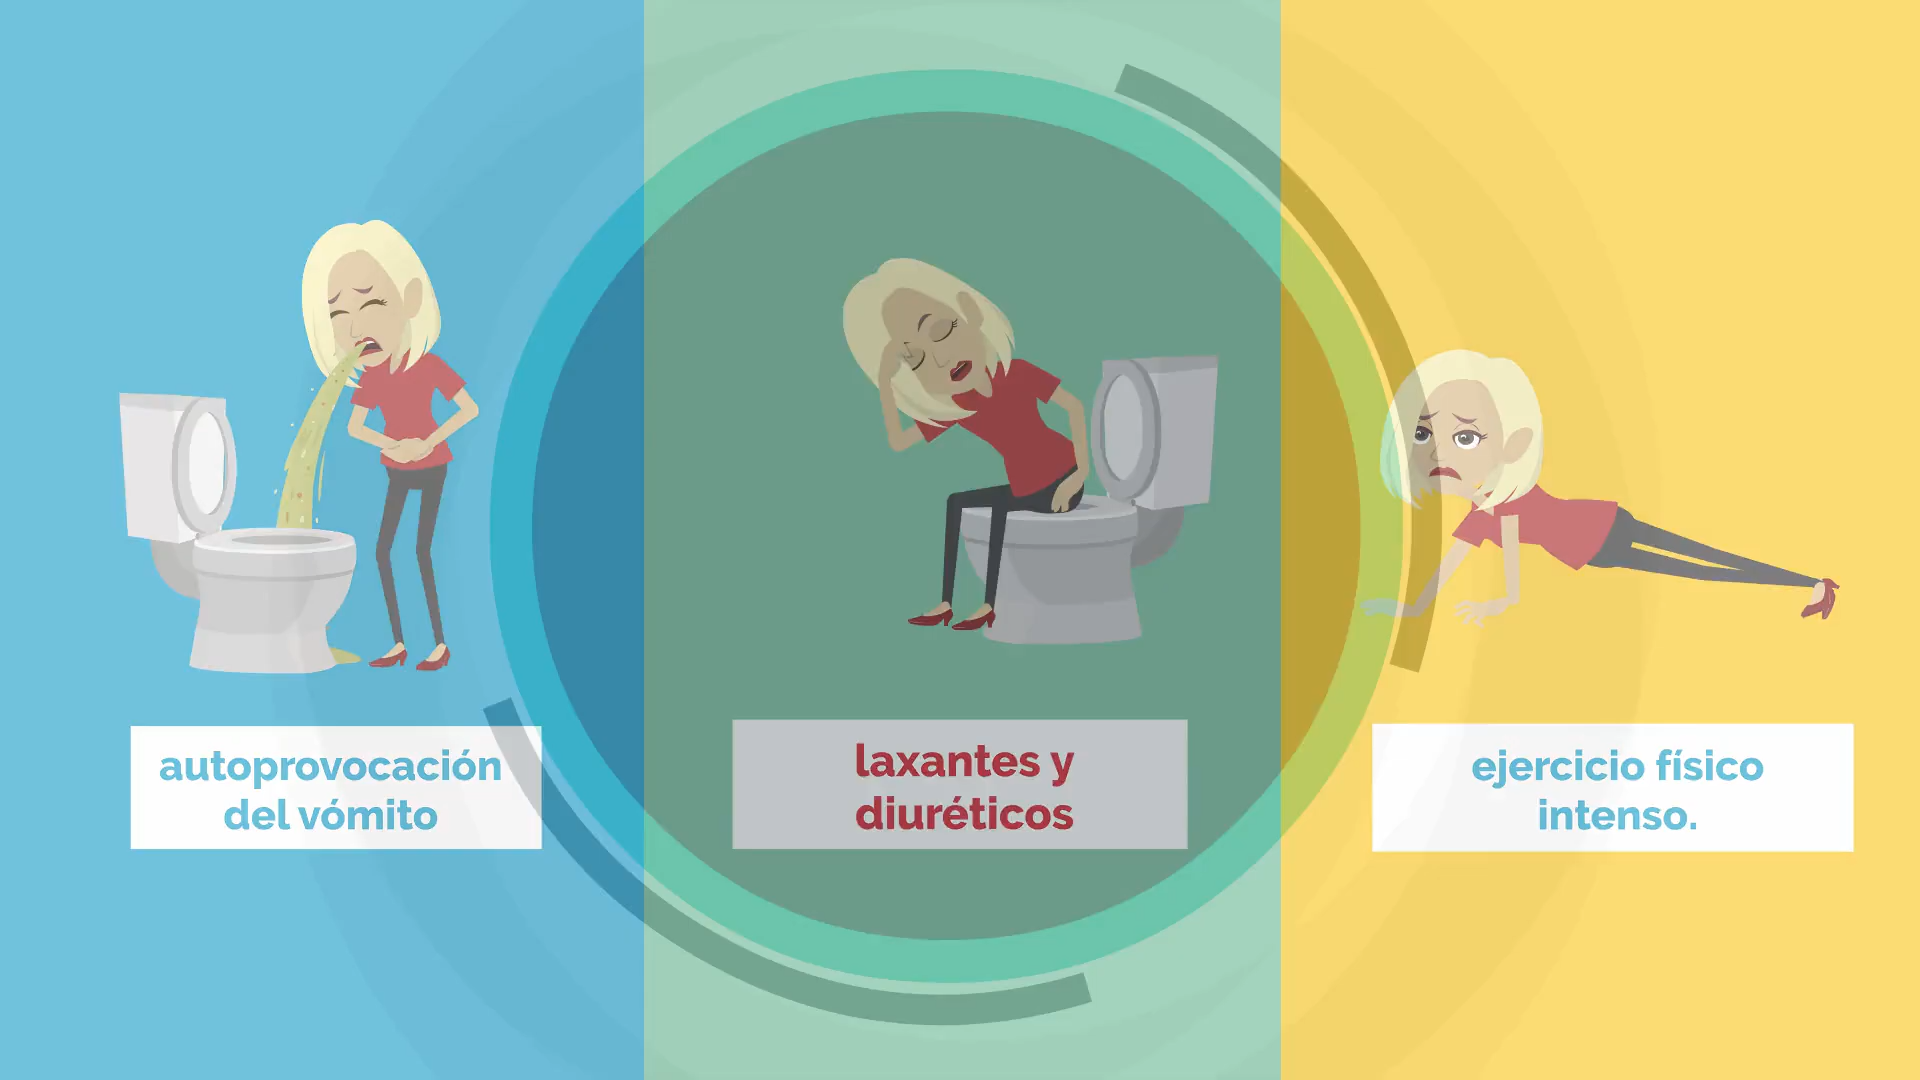 autoprovocación
del vómito
laxantes y
diuréticos
ejercicio físico
intenso.